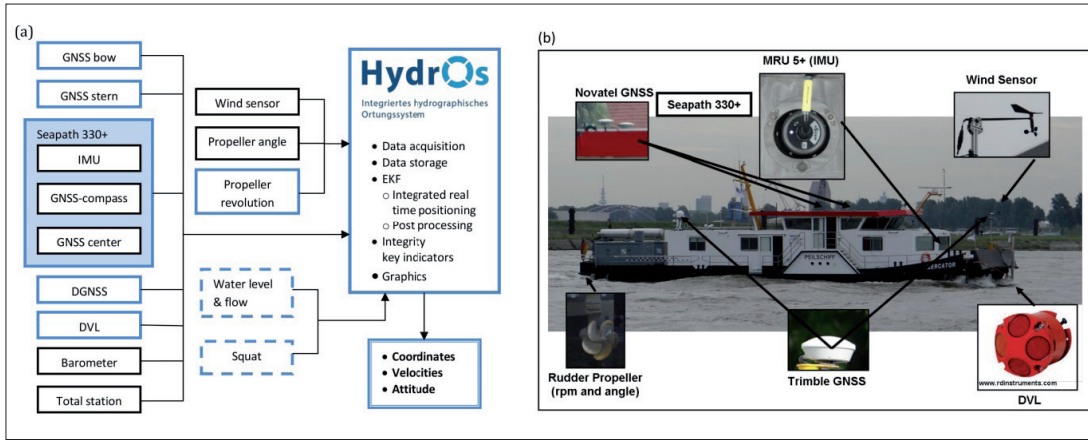 (a)
GNSS bow
GNSS stern
Seapath 330+
IMU
GNSS-compass
GNSS center
DGNSS
DVL
Barometer
Total station
Wind sensor
Propeller angle
Propeller
revolution
Water level
& flow
Squat
HydrOs
Integriertes hydrographisches
Ortungssystem
• Data acquisition
• Data storage
• EKF
o Integrated real
time positioning
o Post processing
• Integrity
key indicators
• Graphics
• Coordinates
• Velocities
• Attitude
(b)
MRU 5+ (IMU)
Novatel GNSS
Seapath 330+
Wind Sensor
PEILSCHIFF
MERCATOR
Rudder Propeller
(rpm and angle)
Trimble GNSS
www.rdinstruments.com
DVL